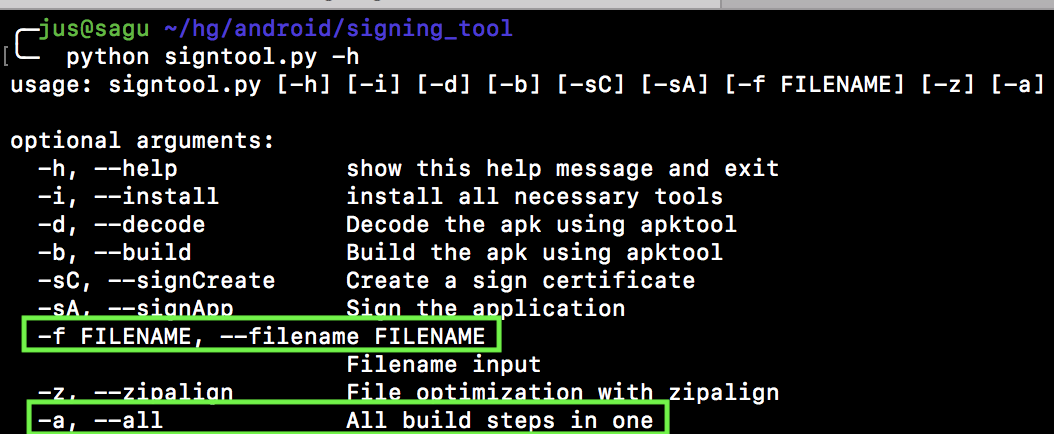 jus@sagu ~/hg/android/signing_tool
python signtool.py -h
usage: signtool.py [-h] [-i] [-d] [-b] [-sC] [-sA] [-f FILENAME] [-z] [-a]
optional arguments:
-h, --help show this help message and exit
-i, --install install all necessary tools
-d, --decode Decode the apk using apktool
-b, --build Build the apk using apktool
-sC, --signCreate Create a sign certificate
-sA, --signApp Sign the application
-f FILENAME, --filename FILENAME
Filename input
-z, --zipalign File optimization with zipalign
-a, --all All build steps in one